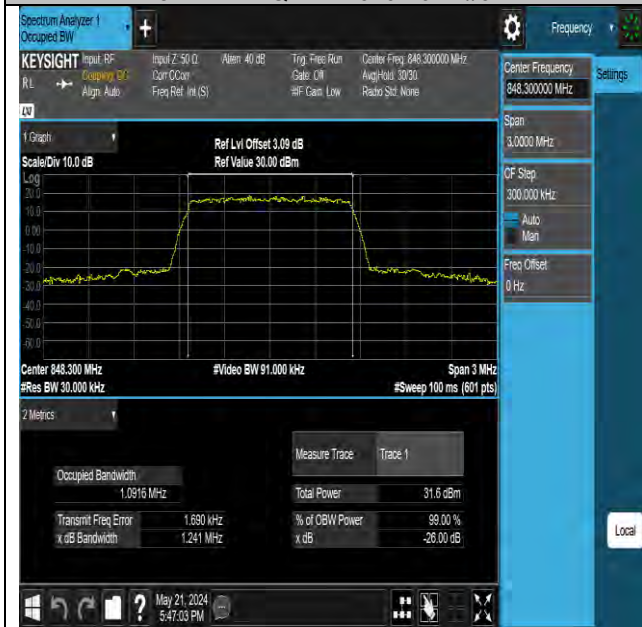 Spectrum Analyzer 1
Occupied BW
+
Frequency
KEYSIGHT Input: RF Input Z: 50 Ω Atten: 40 dB Trig: Free Run Center Freq: 848.300000 MHz
RL Coupling: DC Corr CCorr Gate: Off Avg|Hold: 30/30
Align: Auto Freq Ref: Int (S) #IF Gain: Low Radio Std: None
LXI
1 Graph
Ref Lvl Offset 3.09 dB
Scale/Div 10.0 dB Ref Value 30.00 dBm
Log
20.0
10.0
0.00
-10.0
-20.0
-30.0
-40.0
-50.0
-60.0
Center 848.300 MHz #Video BW 91.000 kHz Span 3 MHz
#Res BW 30.000 kHz #Sweep 100 ms (601 pts)
2 Metrics
Measure Trace Trace 1
Occupied Bandwidth
1.0916 MHz
Total Power 31.6 dBm
Transmit Freq Error 1.690 kHz % of OBW Power 99.00 %
x dB Bandwidth 1.241 MHz x dB -26.00 dB
Center Frequency
848.300000 MHz
Settings
Span
3.0000 MHz
CF Step
300.000 kHz
Auto
Man
Freq Offset
0 Hz
Local
? May 21, 2024
5:47:03 PM